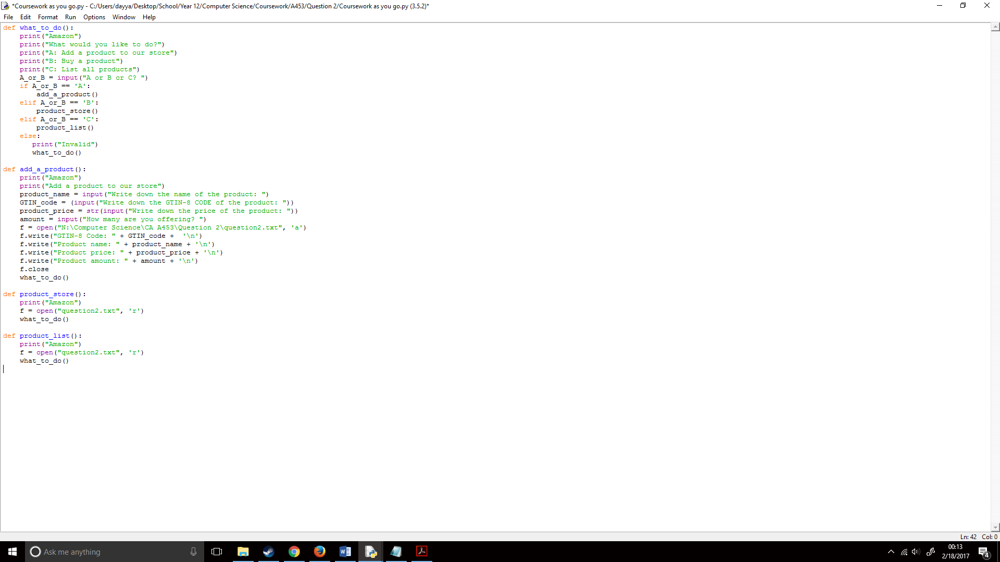 *Coursework as you go.py - C:/Users/dayya/Desktop/School/Year 12/Computer Science/Coursework/A453/Question 2/Coursework as you go.py (3.5.2)*
File Edit Format Run Options Window Help
def what_to_do():
    print("Amazon")
    print("What would you like to do?")
    print("A: Add a product to our store")
    print("B: Buy a product")
    print("C: List all products")
    A_or_B = input("A or B or C? ")
    if A_or_B == 'A':
        add_a_product()
    elif A_or_B == 'B':
        product_store()
    elif A_or_B == 'C':
        product_list()
    else:
       print("Invalid")
       what_to_do()

def add_a_product():
    print("Amazon")
    print("Add a product to our store")
    product_name = input("Write down the name of the product: ")
    GTIN_code = (input("Write down the GTIN-8 CODE of the product: "))
    product_price = str(input("Write down the price of the product: "))
    amount = input("How many are you offering? ")
    f = open("N:\Computer Science\CA A453\Question 2\question2.txt", 'a')
    f.write("GTIN-8 Code: " + GTIN_code +  '\n')
    f.write("Product name: " + product_name + '\n')
    f.write("Product price: " + product_price + '\n')
    f.write("Product amount: " + amount + '\n')
    f.close
    what_to_do()

def product_store():
    print("Amazon")
    f = open("question2.txt", 'r')
    what_to_do()

def product_list():
    print("Amazon")
    f = open("question2.txt", 'r')
    what_to_do()
Ln: 42 Col: 0
Ask me anything
00:13
2/18/2017
4